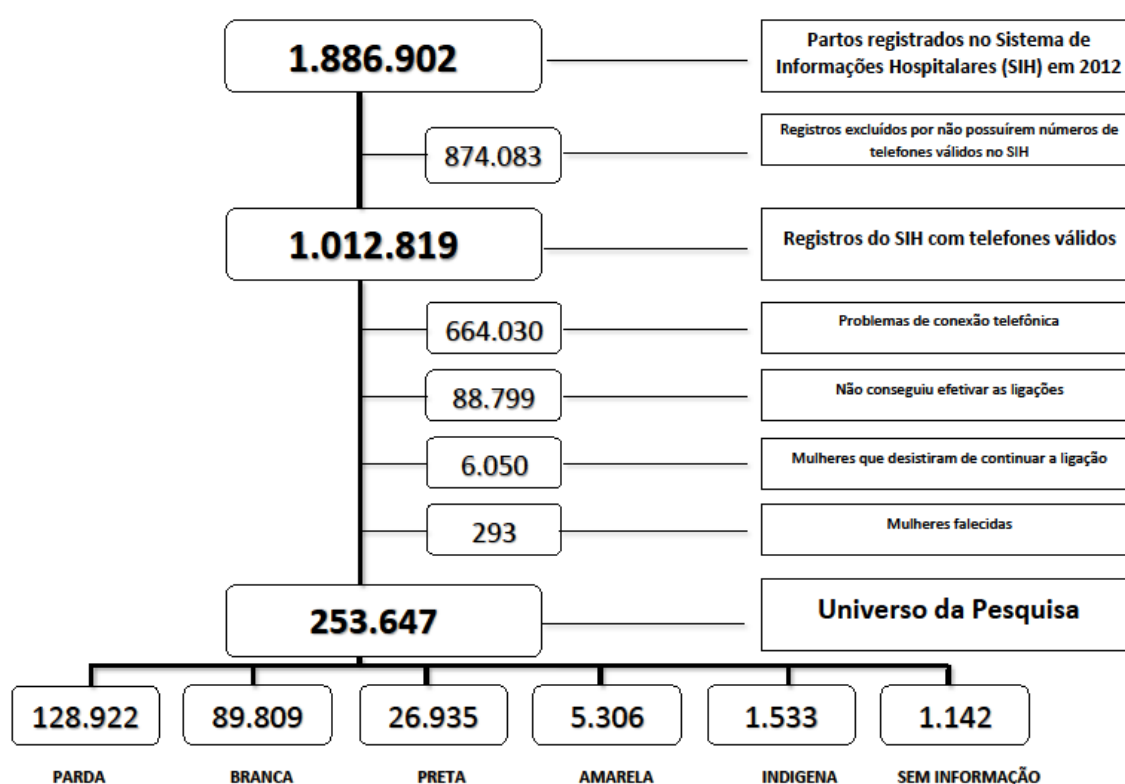 1.886.902
Partos registrados no Sistema de
Informações Hospitalares (SIH) em 2012
874.083
Registros excluídos por não possuírem números de
telefones válidos no SIH
1.012.819
Registros do SIH com telefones válidos
664.030
Problemas de conexão telefônica
88.799
Não conseguiu efetivar as ligações
6.050
Mulheres que desistiram de continuar a ligação
293
Mulheres falecidas
253.647
Universo da Pesquisa
128.922 89.809 26.935 5.306 1.533 1.142
PARDA BRANCA PRETA AMARELA INDIGENA SEM INFORMAÇÃO